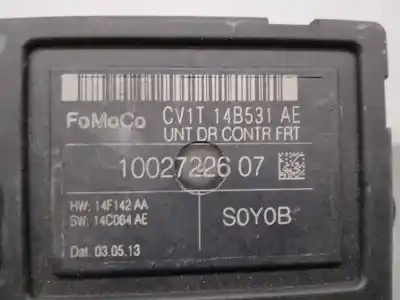 FoMoCo CV1T 14B531 AE
UNT DR CONTR FRT
10027226 07
HW: 14F142 AA
SW: 14C064 AE
S0Y0B
Dat. 03.05.13